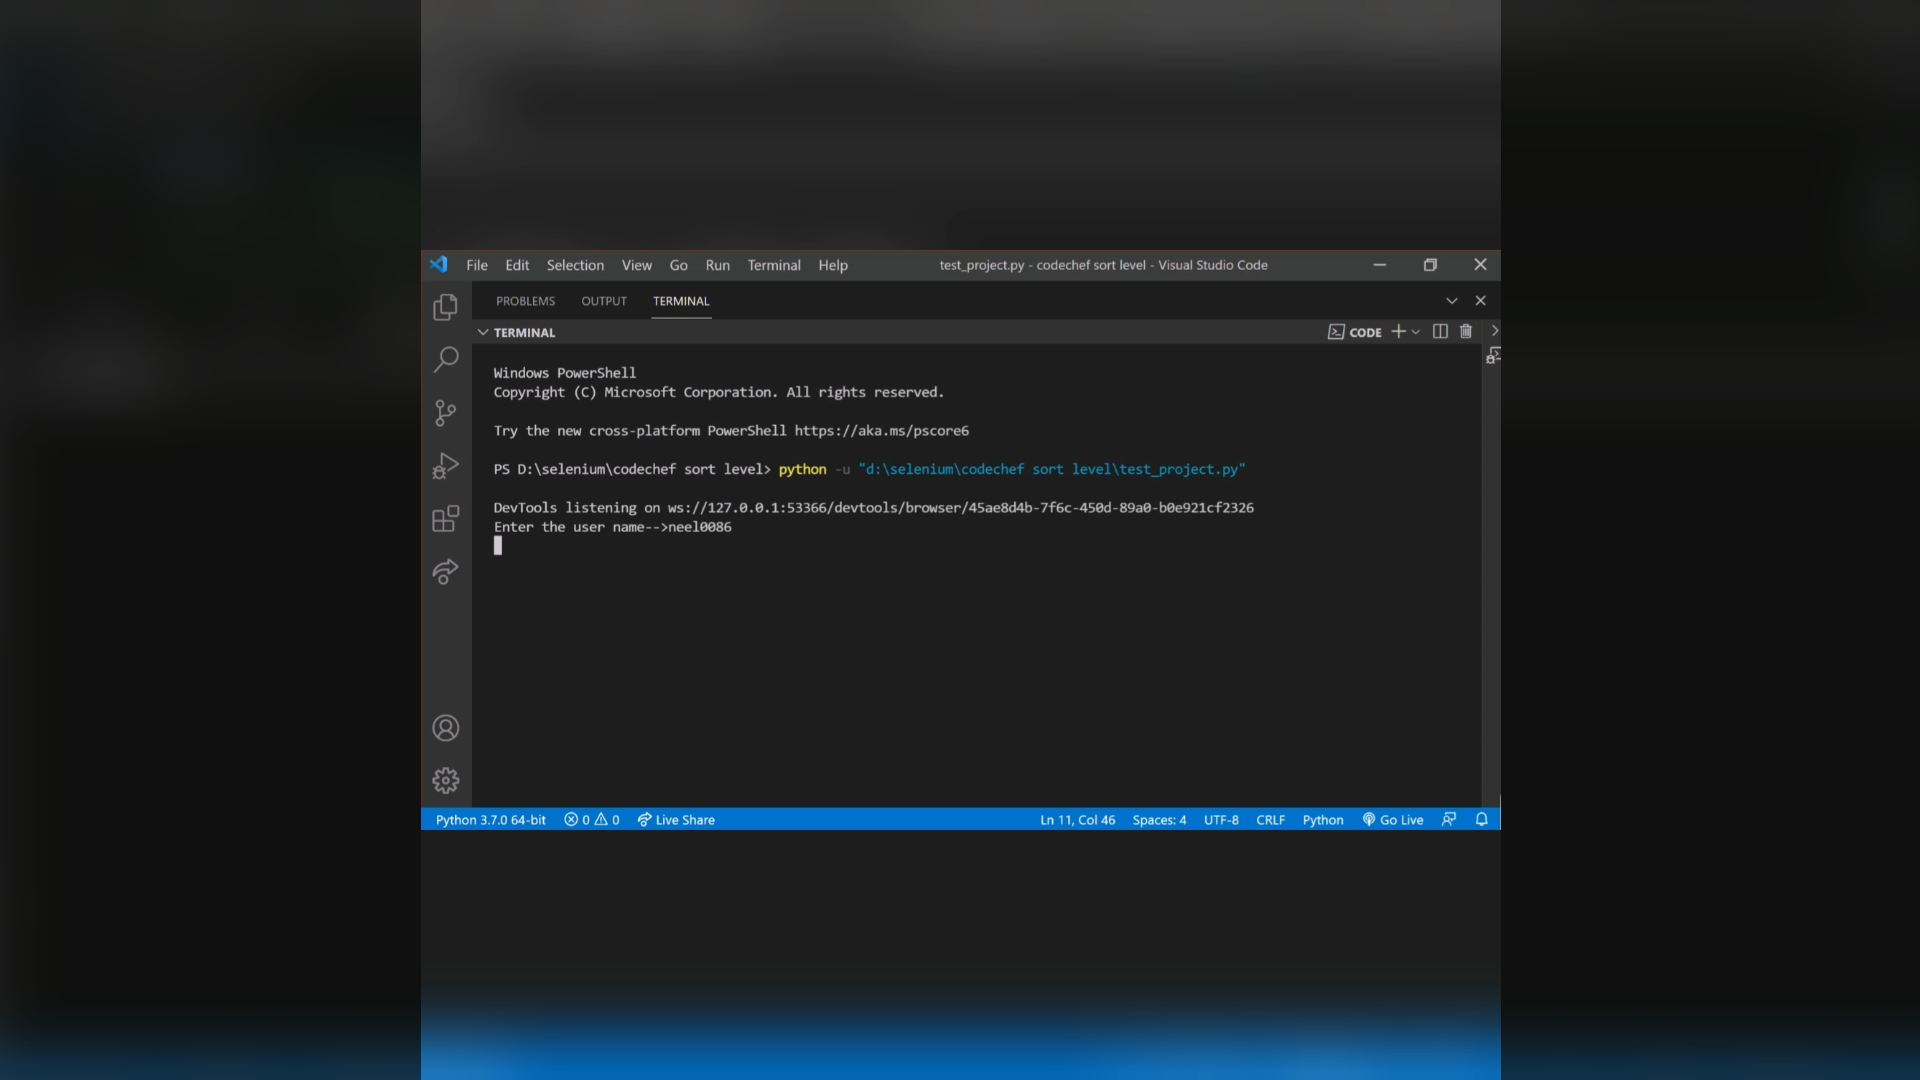 File Edit Selection View Go Run Terminal Help test_project.py - codechef sort level - Visual Studio Code
PROBLEMS OUTPUT TERMINAL
TERMINAL CODE
Windows PowerShell
Copyright (C) Microsoft Corporation. All rights reserved.
Try the new cross-platform PowerShell https://aka.ms/pscore6
PS D:\selenium\codechef sort level> python -u "d:\selenium\codechef sort level\test_project.py"
DevTools listening on ws://127.0.0.1:53366/devtools/browser/45ae8d4b-7f6c-450d-89a0-b0e921cf2326
Enter the user name-->neel0086
Python 3.7.0 64-bit 0 0 Live Share Ln 11, Col 46 Spaces: 4 UTF-8 CRLF Python Go Live